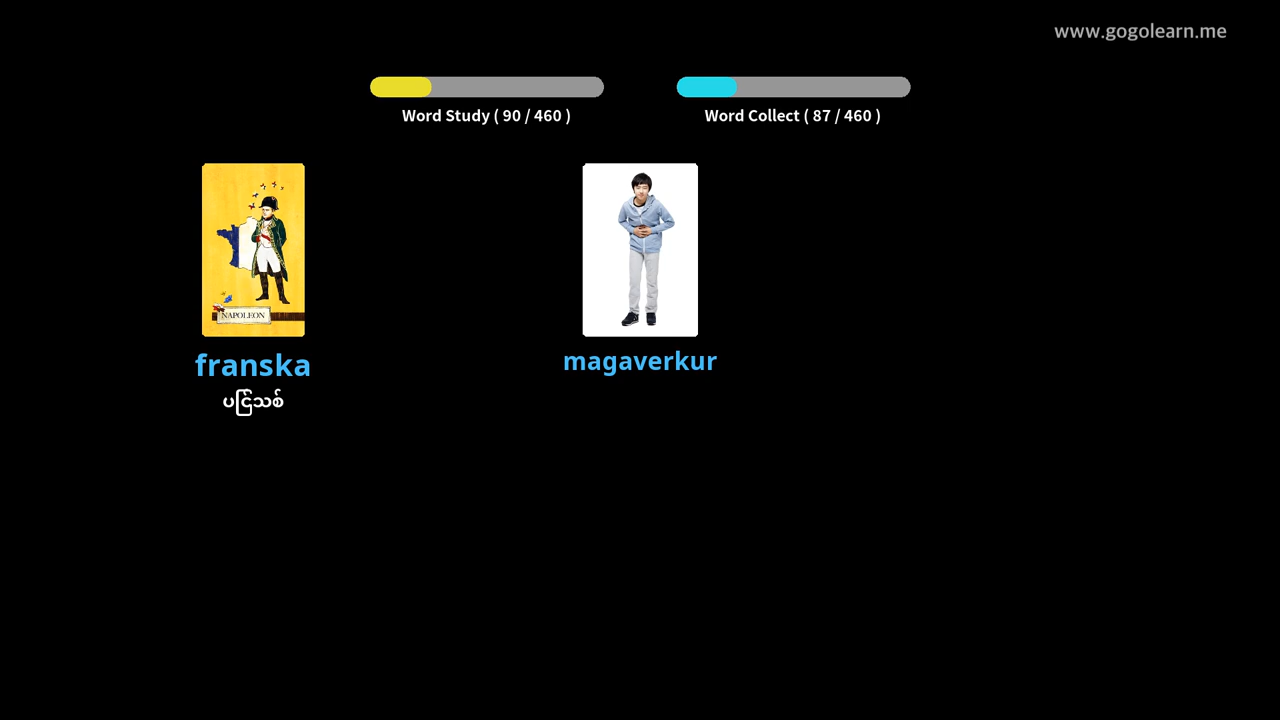 www.gogolearn.me
Word Study ( 90 / 460 )
Word Collect ( 87 / 460 )
NAPOLEON
franska
magaverkur
ပြင်သစ်